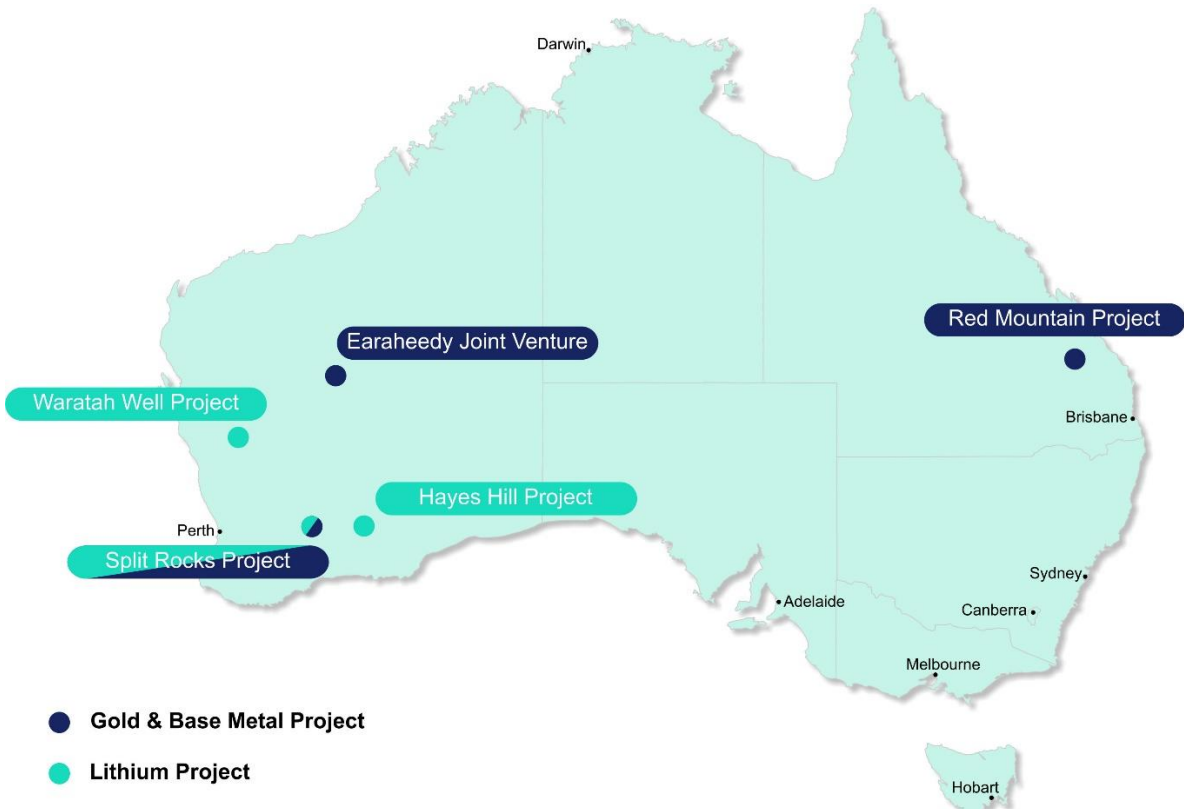 Darwin
Red Mountain Project
Earaheedy Joint Venture
Waratah Well Project
Brisbane
Hayes Hill Project
Perth
Split Rocks Project
Sydney
Adelaide
Canberra
Melbourne
Gold & Base Metal Project
Lithium Project
Hobart